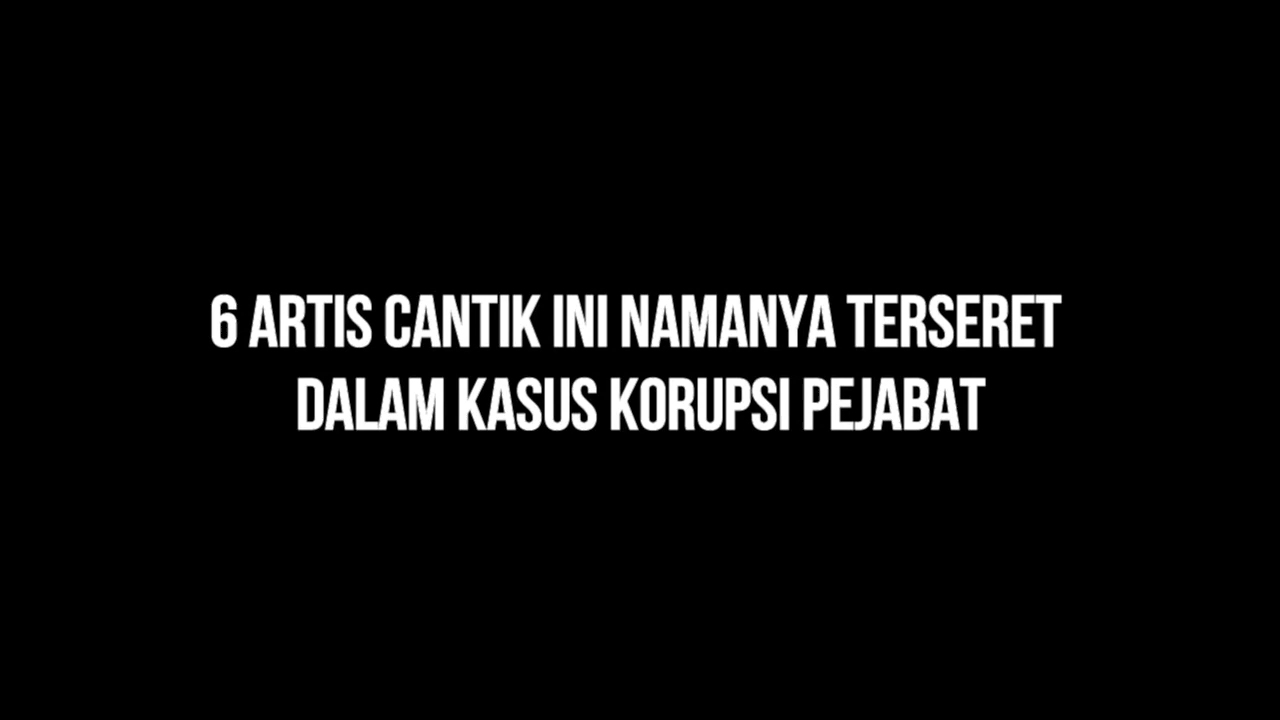 6 ARTIS CANTIK INI NAMANYA TERSERET
DALAM KASUS KORUPSI PEJABAT